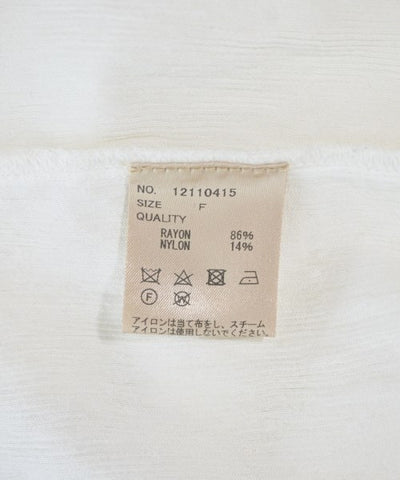 NO. 12110415
SIZE F
QUALITY
RAYON 86%
NYLON 14%
F W
アイロンは当て布をし、スチーム
アイロンは使用しないでください。